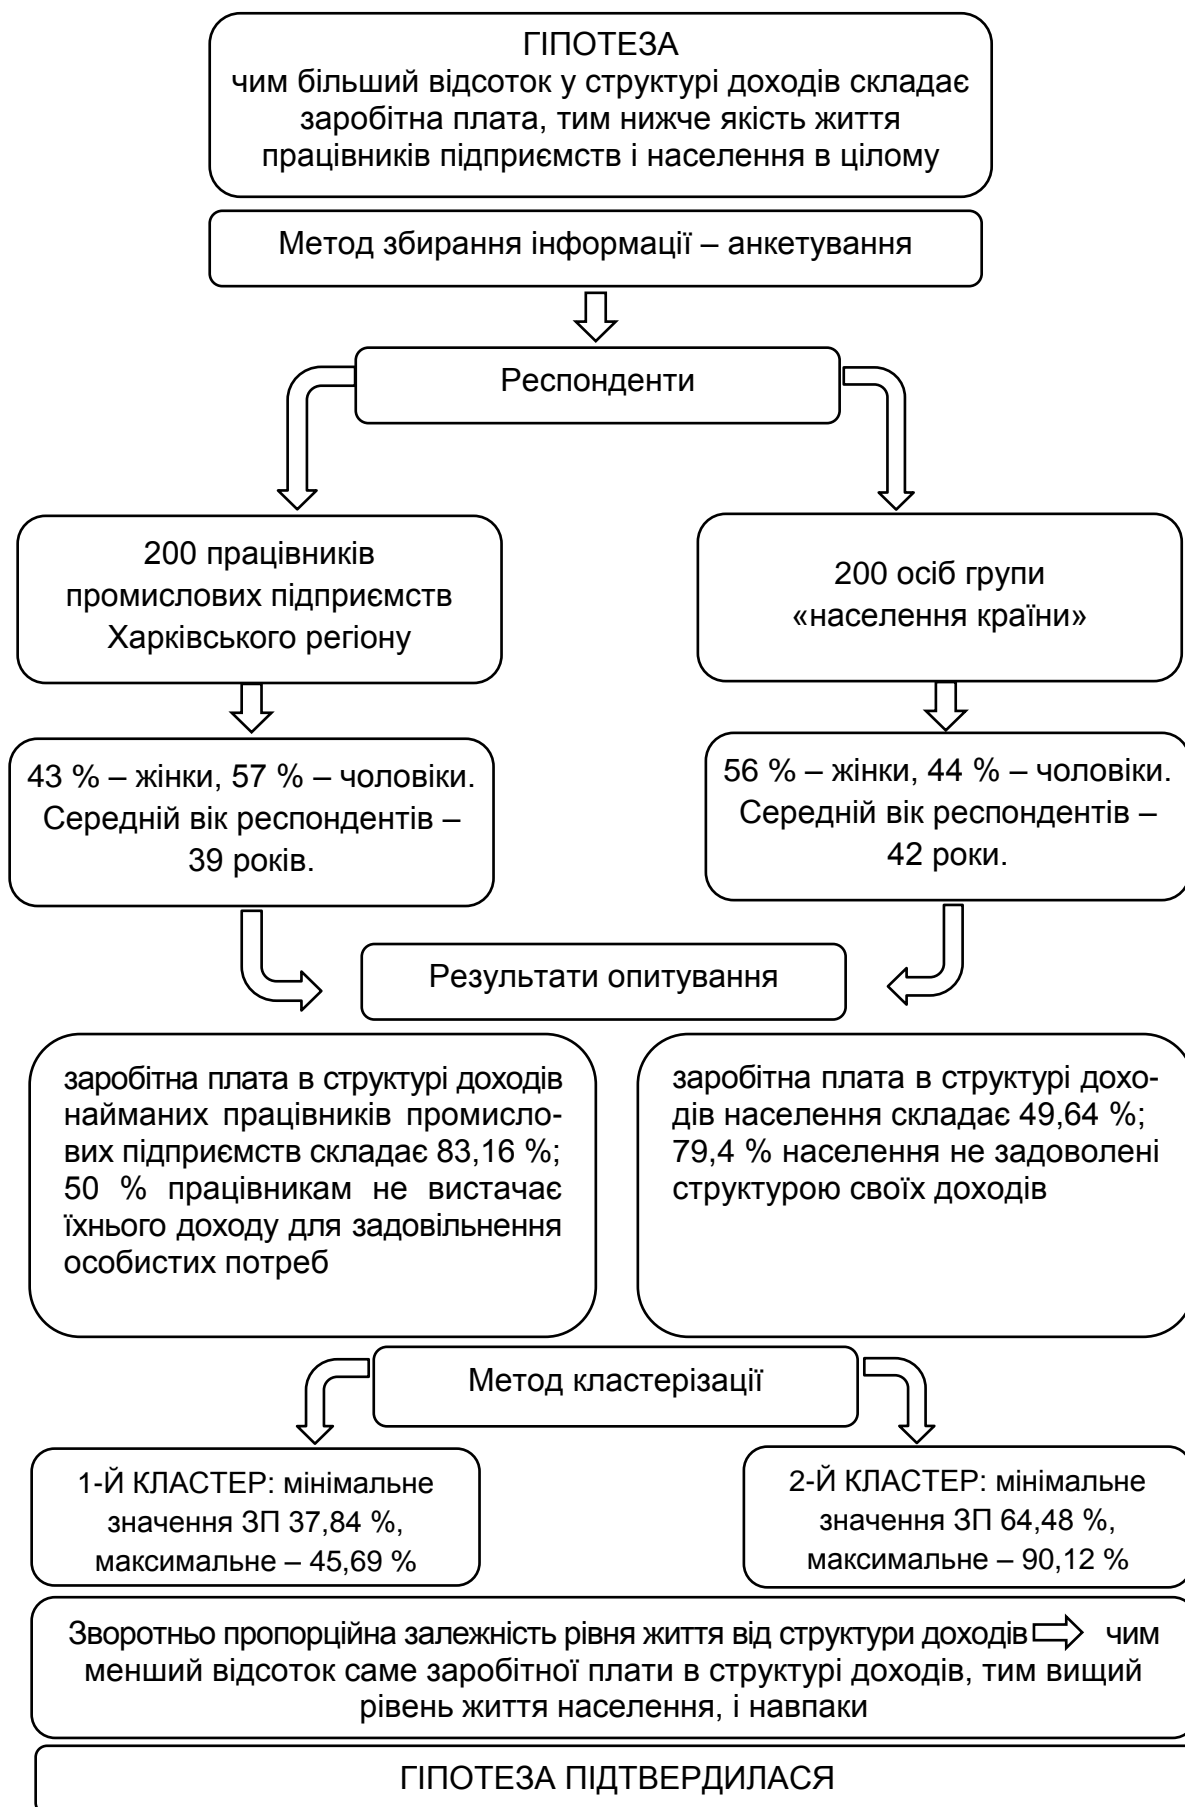 ГІПОТЕЗА
чим більший відсоток у структурі доходів складає
заробітна плата, тим нижче якість життя
працівників підприємств і населення в цілому
Метод збирання інформації – анкетування
Респонденти
200 працівників
промислових підприємств
Харківського регіону
200 осіб групи
«населення країни»
43 % – жінки, 57 % – чоловіки.
Середній вік респондентів –
39 років.
56 % – жінки, 44 % – чоловіки.
Середній вік респондентів –
42 роки.
Результати опитування
заробітна плата в структурі доходів
найманих працівників промисло-
вих підприємств складає 83,16 %;
50 % працівникам не вистачає
їхнього доходу для задовільнення
особистих потреб
заробітна плата в структурі дохо-
дів населення складає 49,64 %;
79,4 % населення не задоволені
структурою своїх доходів
Метод кластерізації
1-Й КЛАСТЕР: мінімальне
значення ЗП 37,84 %,
максимальне – 45,69 %
2-Й КЛАСТЕР: мінімальне
значення ЗП 64,48 %,
максимальне – 90,12 %
Зворотньо пропорційна залежність рівня життя від структури доходів чим
менший відсоток саме заробітної плати в структурі доходів, тим вищий
рівень життя населення, і навпаки
ГІПОТЕЗА ПІДТВЕРДИЛАСЯ